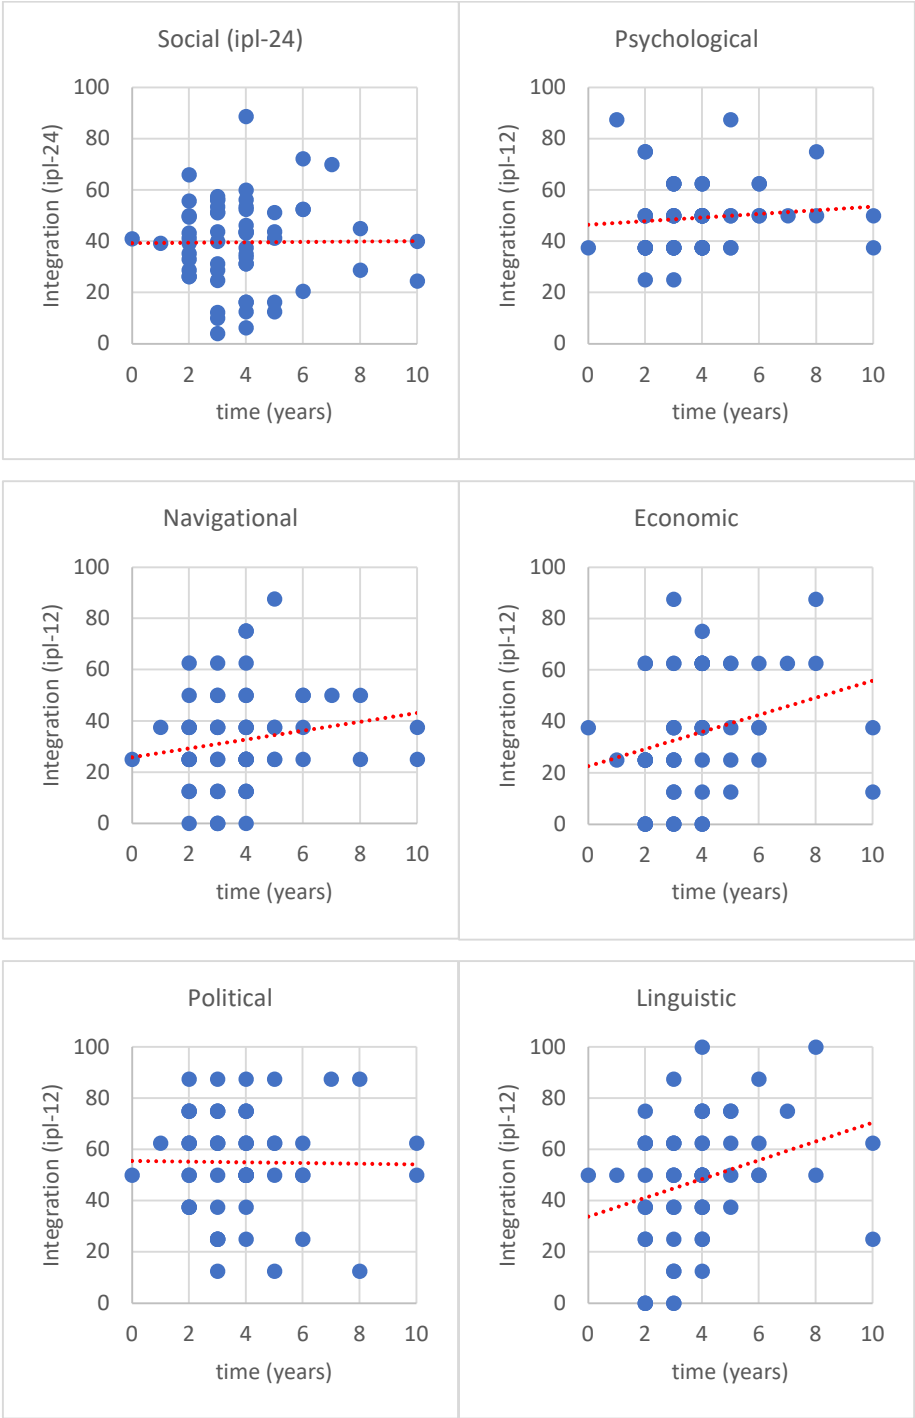 Social (ipl-24)
Integration (ipl-24)
100
80
60
40
20
0
0 2 4 6 8 10
time (years)
Psychological
Integration (ipl-12)
100
80
60
40
20
0
0 2 4 6 8 10
time (years)
Navigational
Integration (ipl-12)
100
80
60
40
20
0
0 2 4 6 8 10
time (years)
Economic
Integration (ipl-12)
100
80
60
40
20
0
0 2 4 6 8 10
time (years)
Political
Integration (ipl-12)
100
80
60
40
20
0
0 2 4 6 8 10
time (years)
Linguistic
Integration (ipl-12)
100
80
60
40
20
0
0 2 4 6 8 10
time (years)